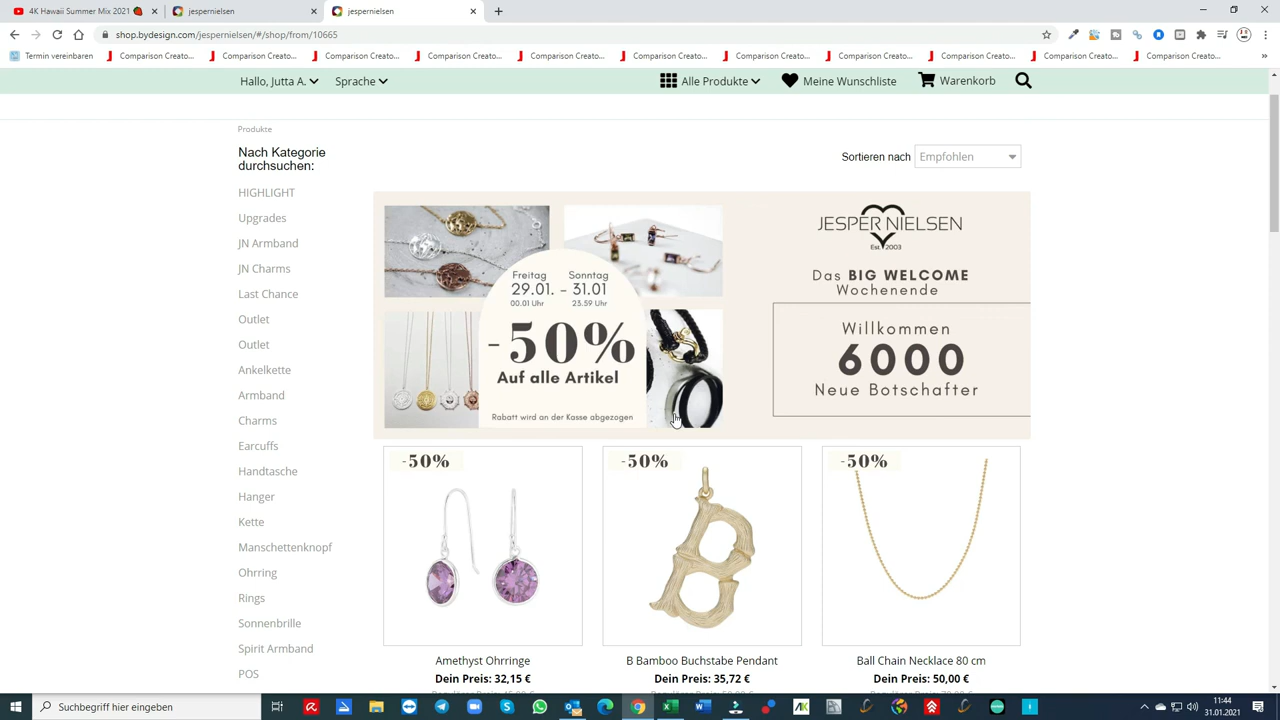 4K Hawaii Summer Mix 2021
jespernielsen
jespernielsen
shop.bydesign.com/jespernielsen/#/shop/from/10665
Termin vereinbaren
Comparison Creato...
Comparison Creato...
Comparison Creato...
Comparison Creato...
Comparison Creato...
Comparison Creato...
Comparison Creato...
Comparison Creato...
Comparison Creato...
Comparison Creato...
Comparison Creato...
Hallo, Jutta A.
Sprache
Alle Produkte
Meine Wunschliste
Warenkorb
Produkte
Nach Kategorie
durchsuchen:
Sortieren nach
Empfohlen
HIGHLIGHT
Upgrades
JN Armband
JN Charms
Last Chance
Outlet
Outlet
Ankelkette
Armband
Charms
Earcuffs
Handtasche
Hanger
Kette
Manschettenknopf
Ohrring
Rings
Sonnenbrille
Spirit Armband
POS
Freitag Sonntag
29.01. - 31.01
00.01 Uhr 23.59 Uhr
-50%
Auf alle Artikel
Rabatt wird an der Kasse abgezogen
JESPER NIELSEN
Est. 2003
Das BIG WELCOME
Wochenende
Willkommen
6000
Neue Botschafter
-50%
-50%
-50%
Amethyst Ohrringe
Dein Preis: 32,15 €
B Bamboo Buchstabe Pendant
Dein Preis: 35,72 €
Ball Chain Necklace 80 cm
Dein Preis: 50,00 €
Suchbegriff hier eingeben
11:44
31.01.2021